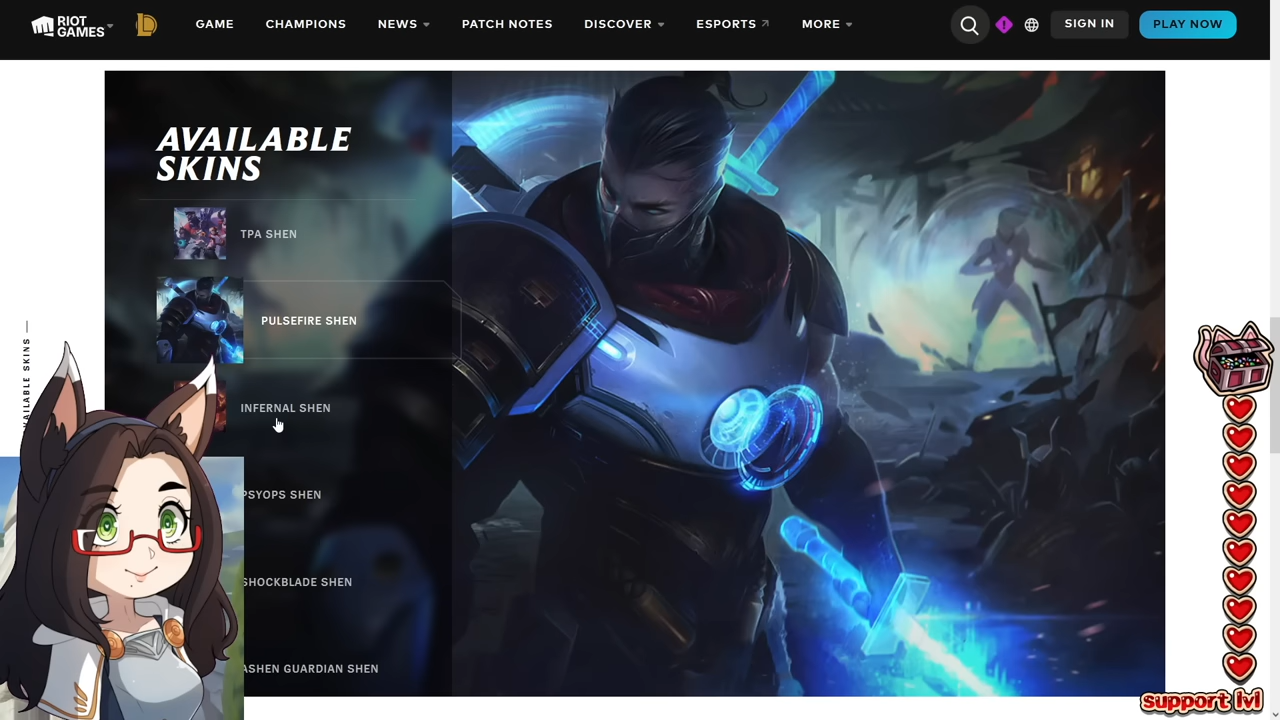 RIOT GAMES
GAME
CHAMPIONS
NEWS
PATCH NOTES
DISCOVER
ESPORTS
MORE
SIGN IN
PLAY NOW
AVAILABLE
SKINS
TPA SHEN
PULSEFIRE SHEN
INFERNAL SHEN
PSYOPS SHEN
SHOCKBLADE SHEN
ASHEN GUARDIAN SHEN
AVAILABLE SKINS
support lvl